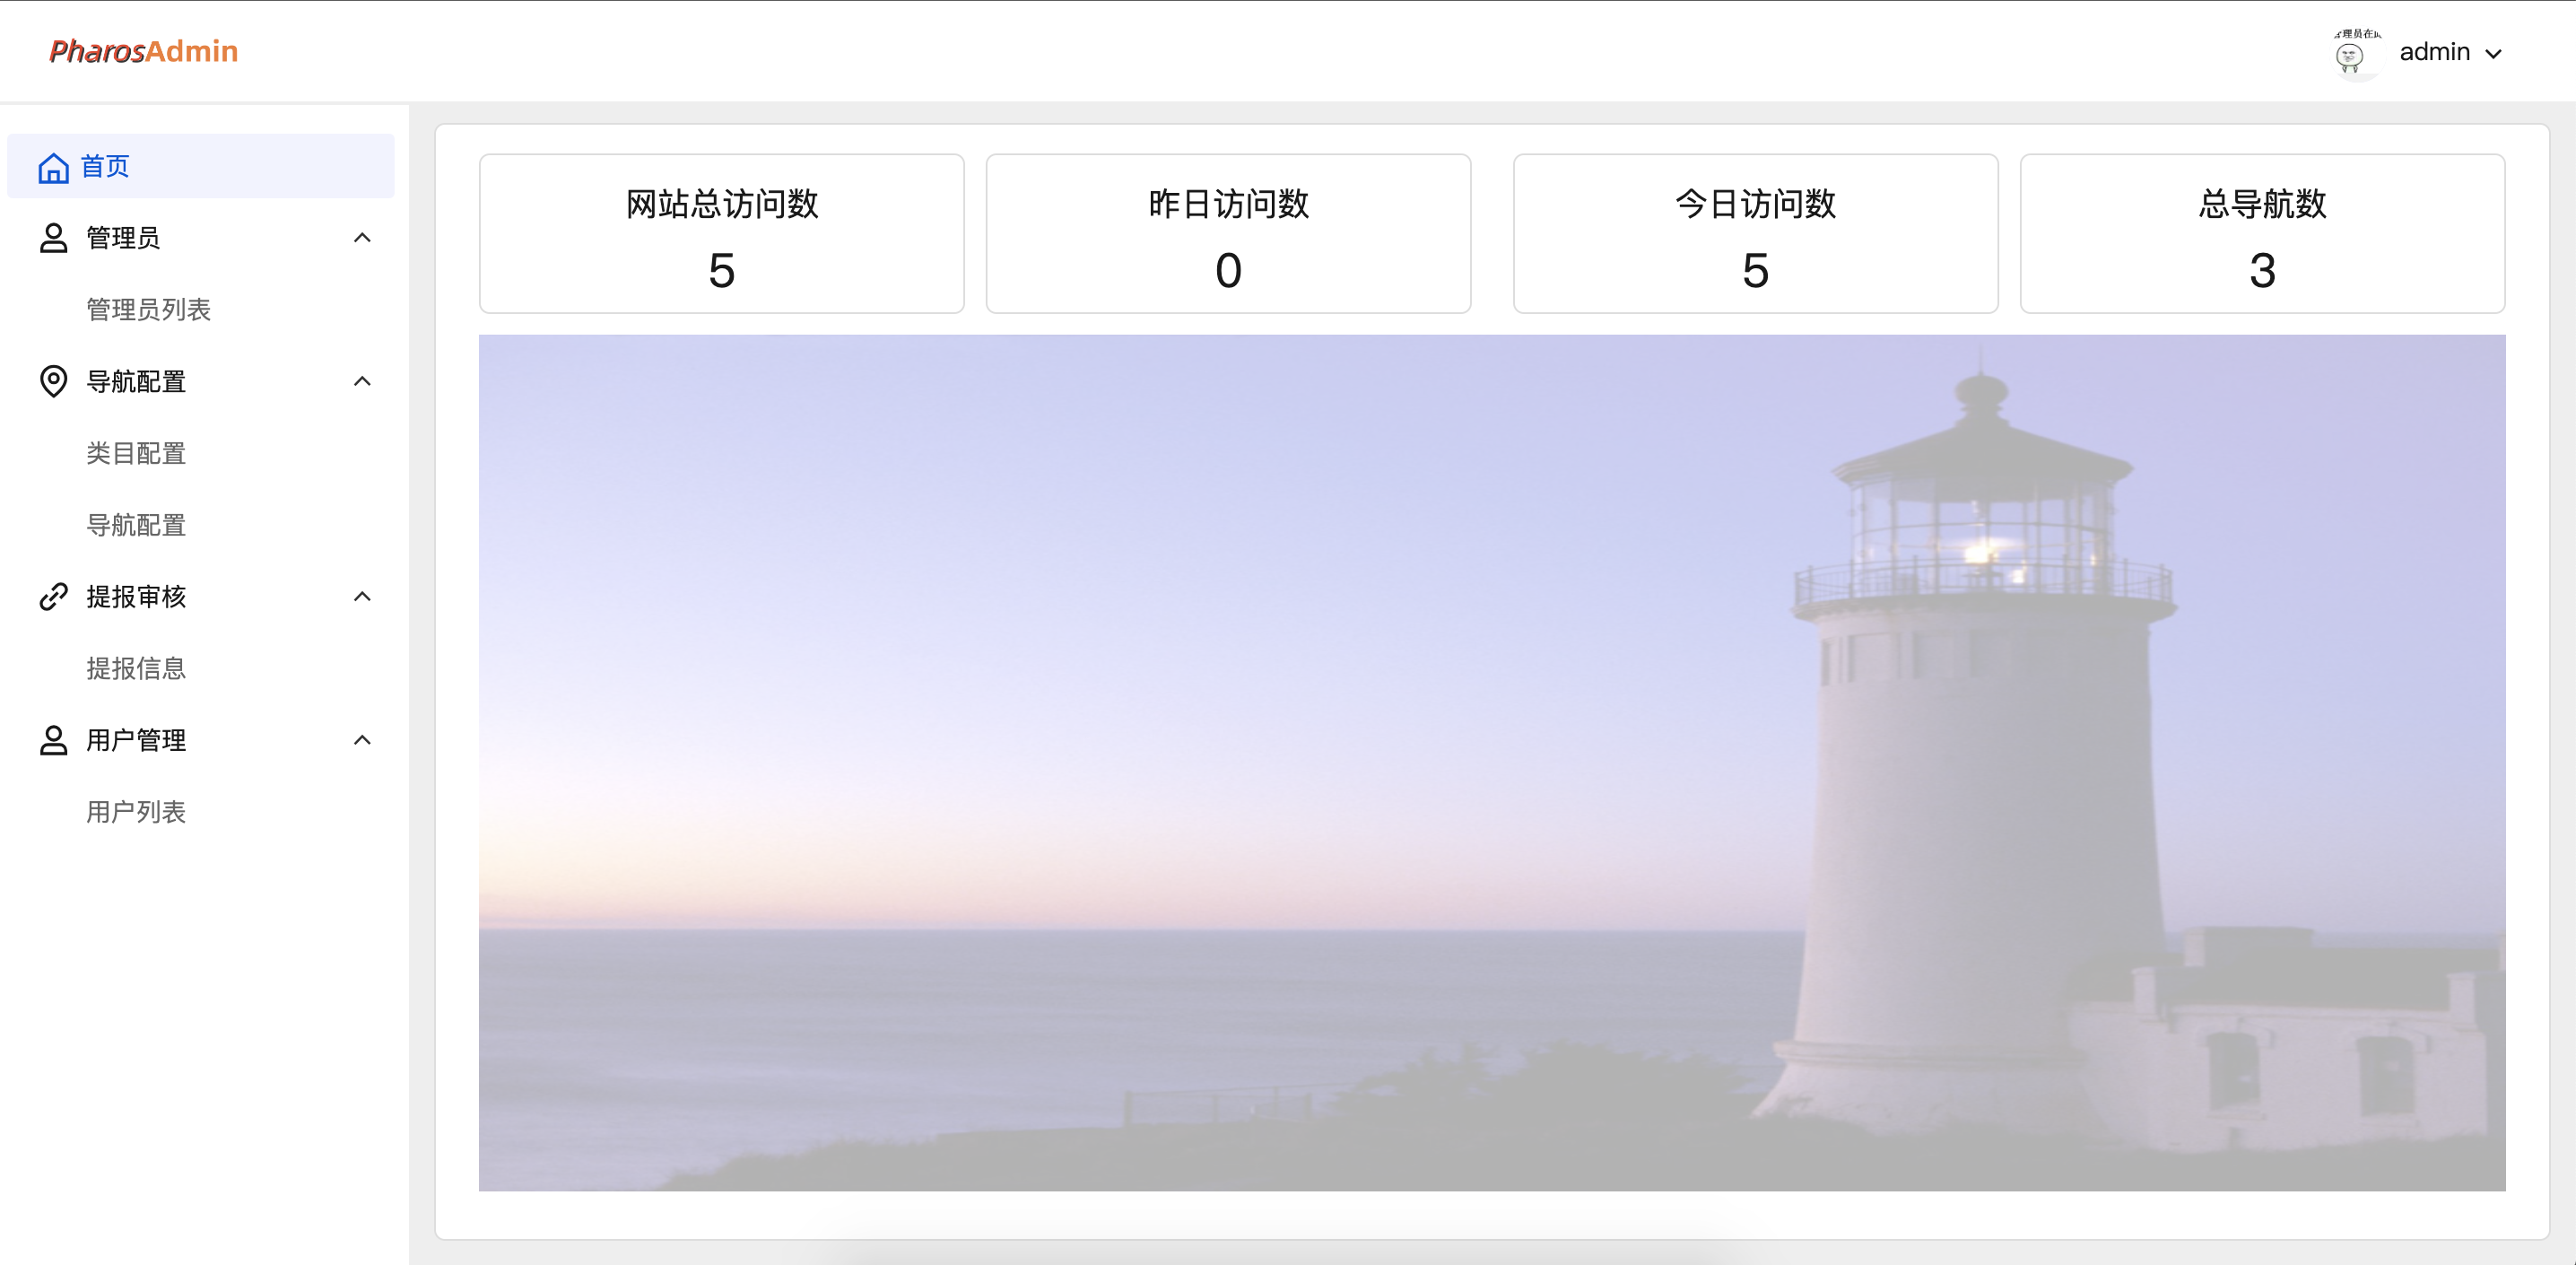 PharosAdmin
理员在
admin
首页
管理员
管理员列表
导航配置
类目配置
导航配置
提报审核
提报信息
用户管理
用户列表
网站总访问数
5
昨日访问数
0
今日访问数
5
总导航数
3